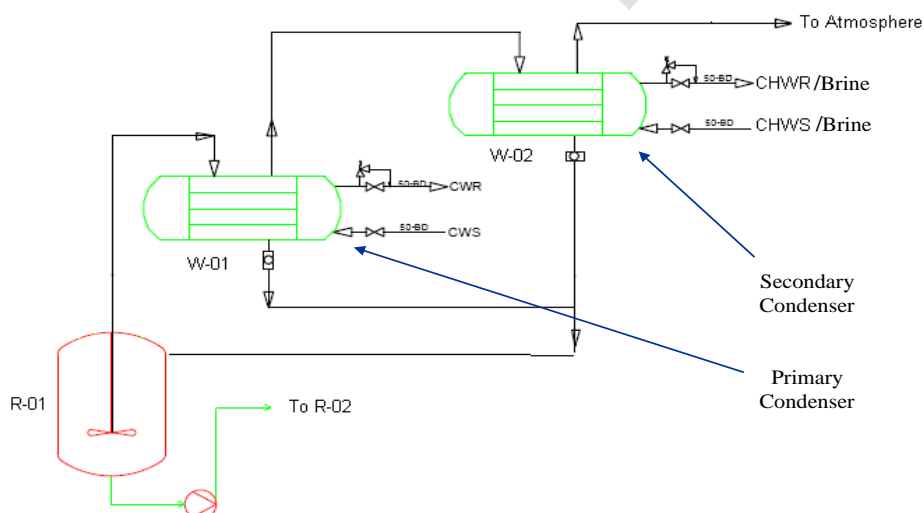 To Atmosphere
50-BD
CHWR/Brine
50-BD
CHWS/Brine
W-02
50-BD
CWR
50-BD
CWS
W-01
Secondary
Condenser
Primary
Condenser
R-01
To R-02